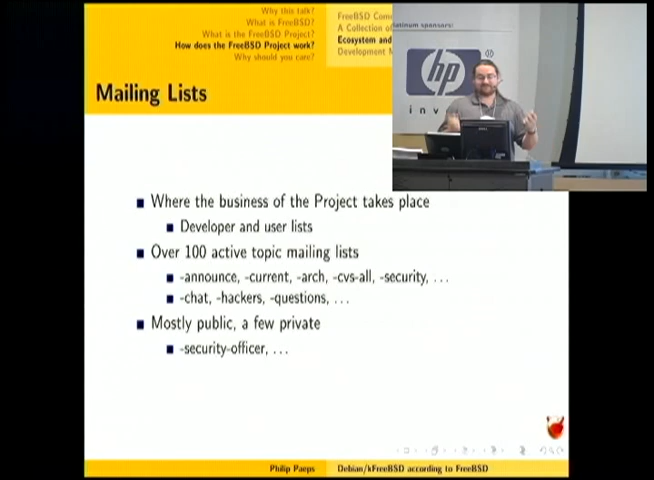 Why this talk?
What is FreeBSD?
What is the FreeBSD Project?
How does the FreeBSD Project work?
Why should you care?
FreeBSD
A Collection of
Ecosystem and
Development
platinum sponsors:
hp
inv
Mailing Lists
Where the business of the Project takes place
Developer and user lists
Over 100 active topic mailing lists
-announce, -current, -arch, -cvs-all, -security, ...
-chat, -hackers, -questions, ...
Mostly public, a few private
-security-officer, ...
Philip Paeps
Debian/kFreeBSD according to FreeBSD